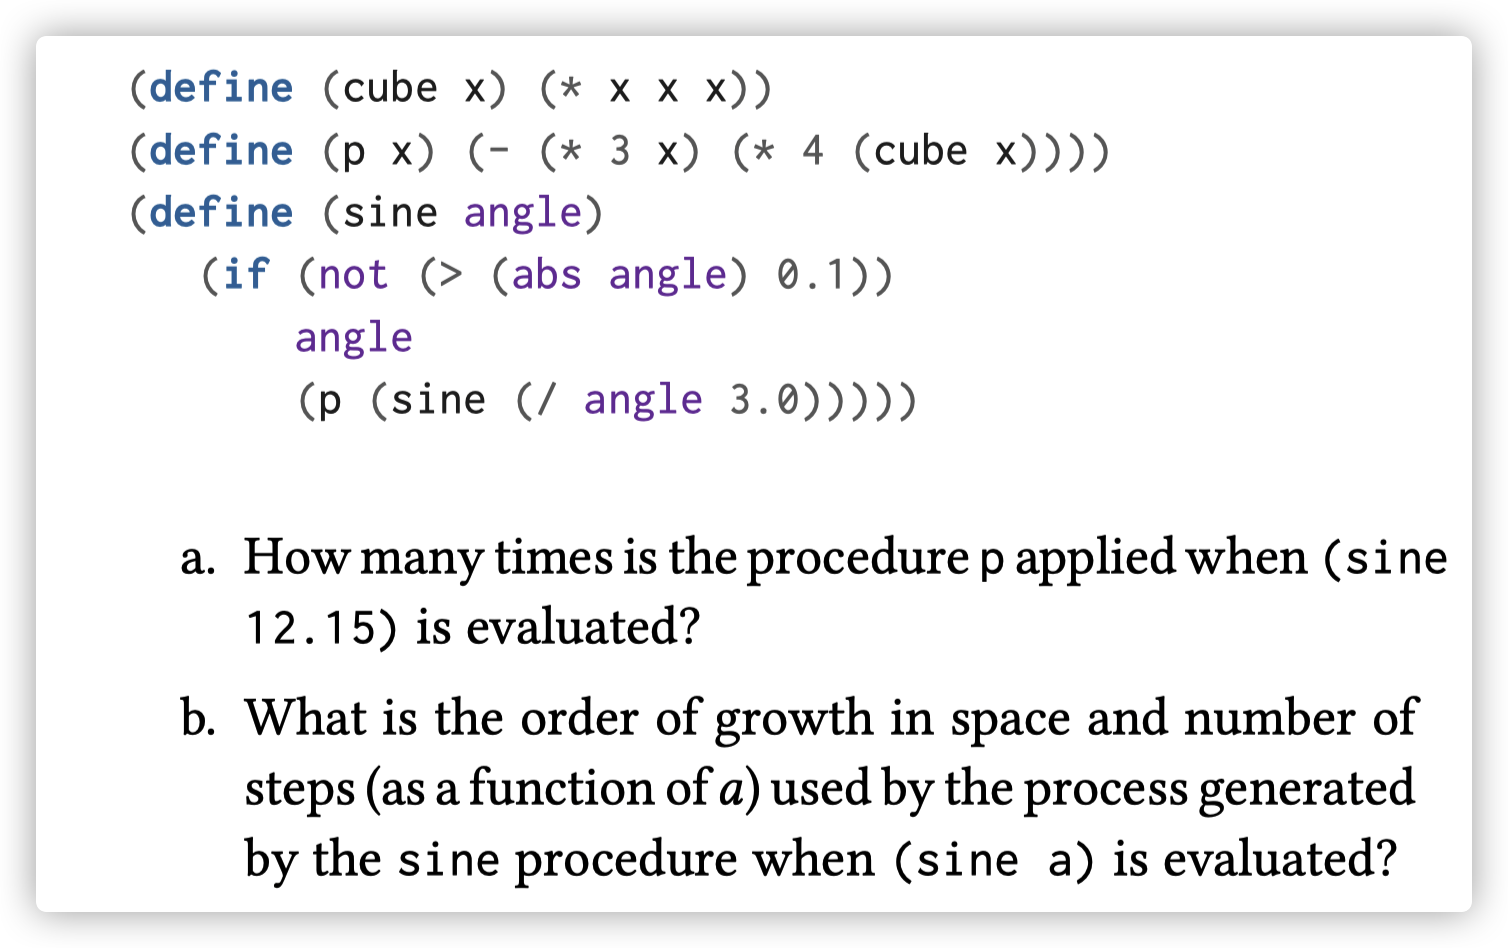 (define (cube x) (* x x x))
(define (p x) (- (* 3 x) (* 4 (cube x))))
(define (sine angle)
(if (not (> (abs angle) 0.1))
angle
(p (sine (/ angle 3.0)))))
a. How many times is the procedure p applied when (sine
12.15) is evaluated?
b. What is the order of growth in space and number of
steps (as a function of a) used by the process generated
by the sine procedure when (sine a) is evaluated?